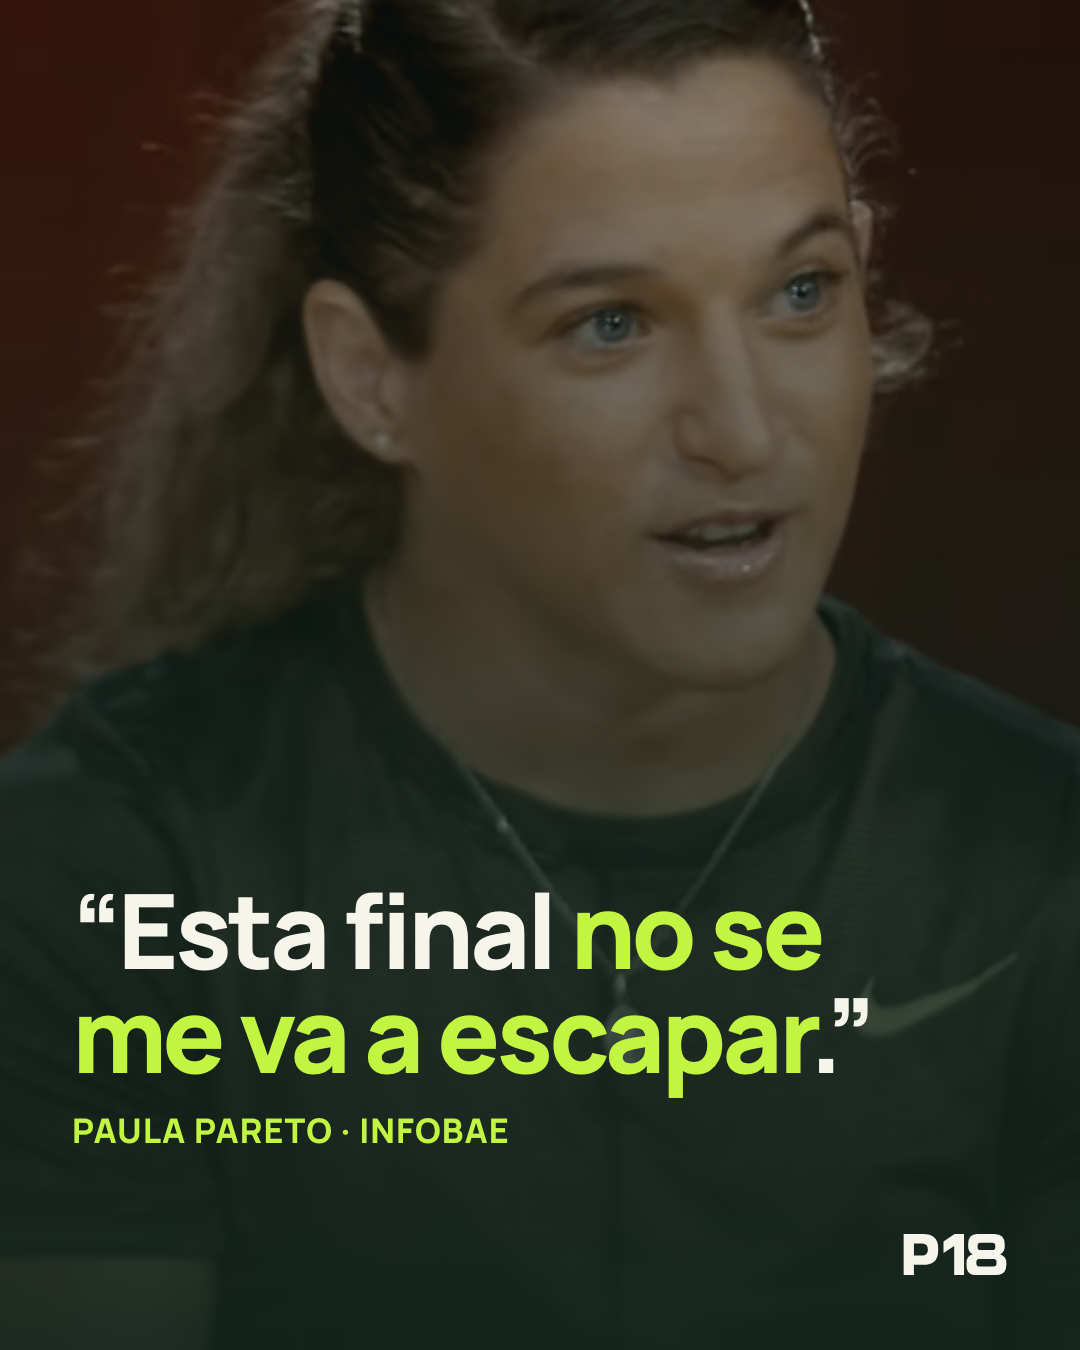 “Esta final no se
me va a escapar.”
PAULA PARETO · INFOBAE
P18